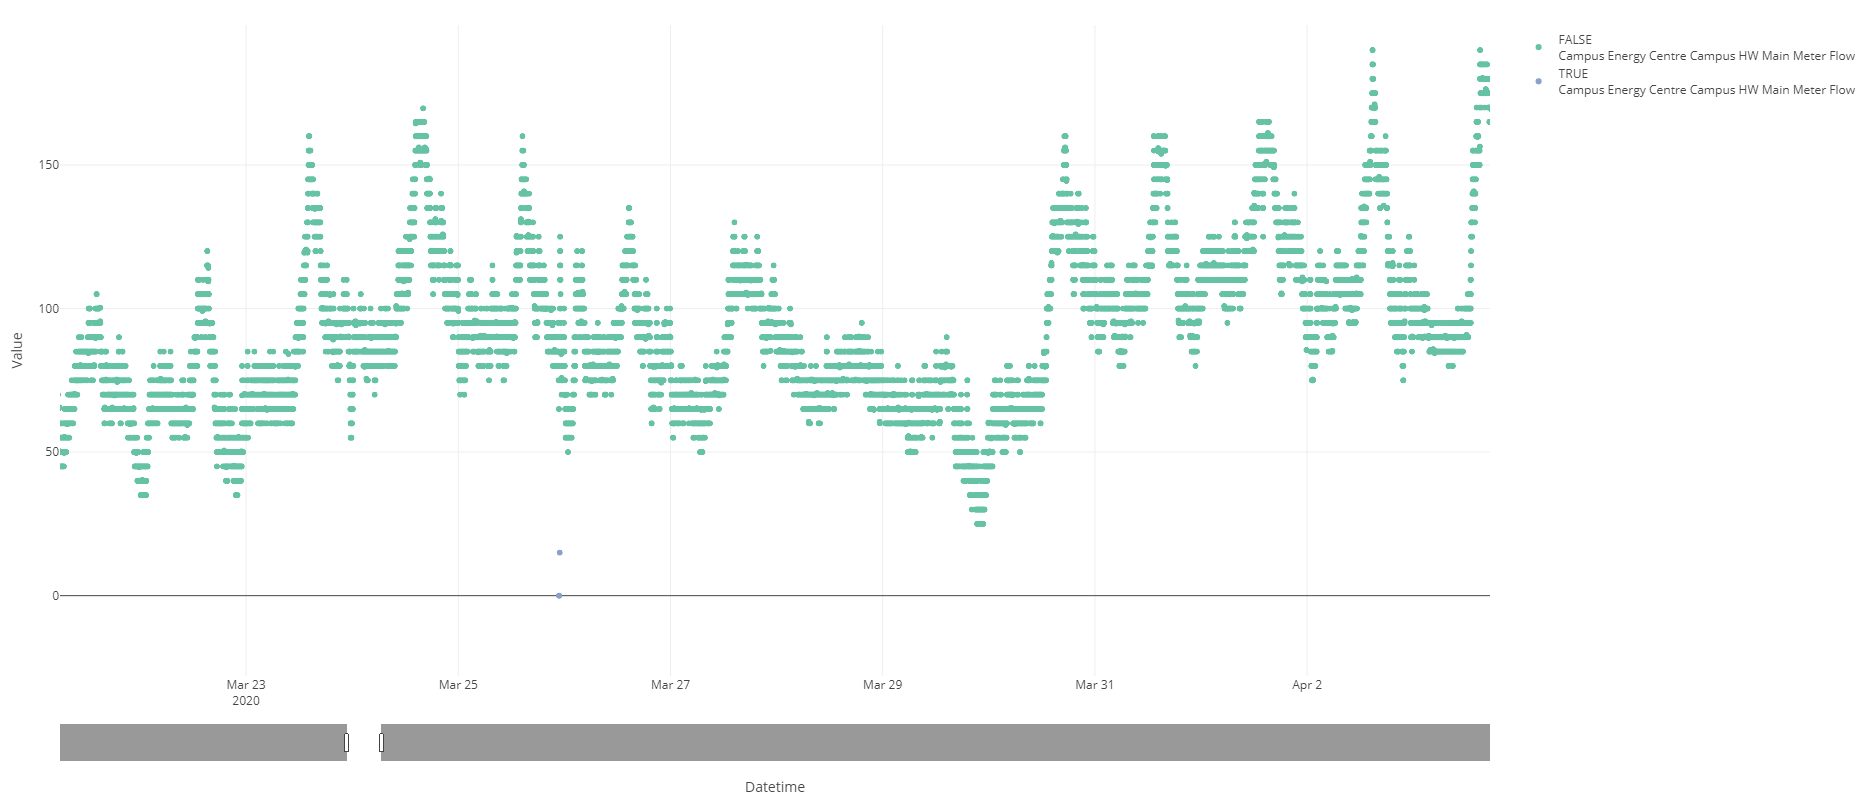 FALSE
Campus Energy Centre Campus HW Main Meter Flow
TRUE
Campus Energy Centre Campus HW Main Meter Flow
Value
150
100
50
0
Mar 23
2020
Mar 25
Mar 27
Mar 29
Mar 31
Apr 2
Datetime